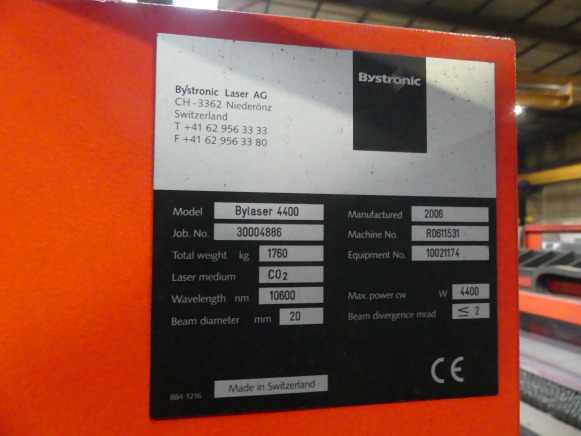 Bystronic
Bystronic Laser AG
CH-3362 Niederönz
Switzerland
T +41 62 956 33 33
F +41 62 956 33 80
Model Bylaser 4400
Job. No. 30004886
Total weight kg 1760
Laser medium CO2
Wavelength nm 10600
Beam diameter mm 20
Manufactured 2006
Machine No. R0611531
Equipment No. 10021174
Max. power cw W 4400
Beam divergence mrad ≤ 2
CE
884 1216 Made in Switzerland